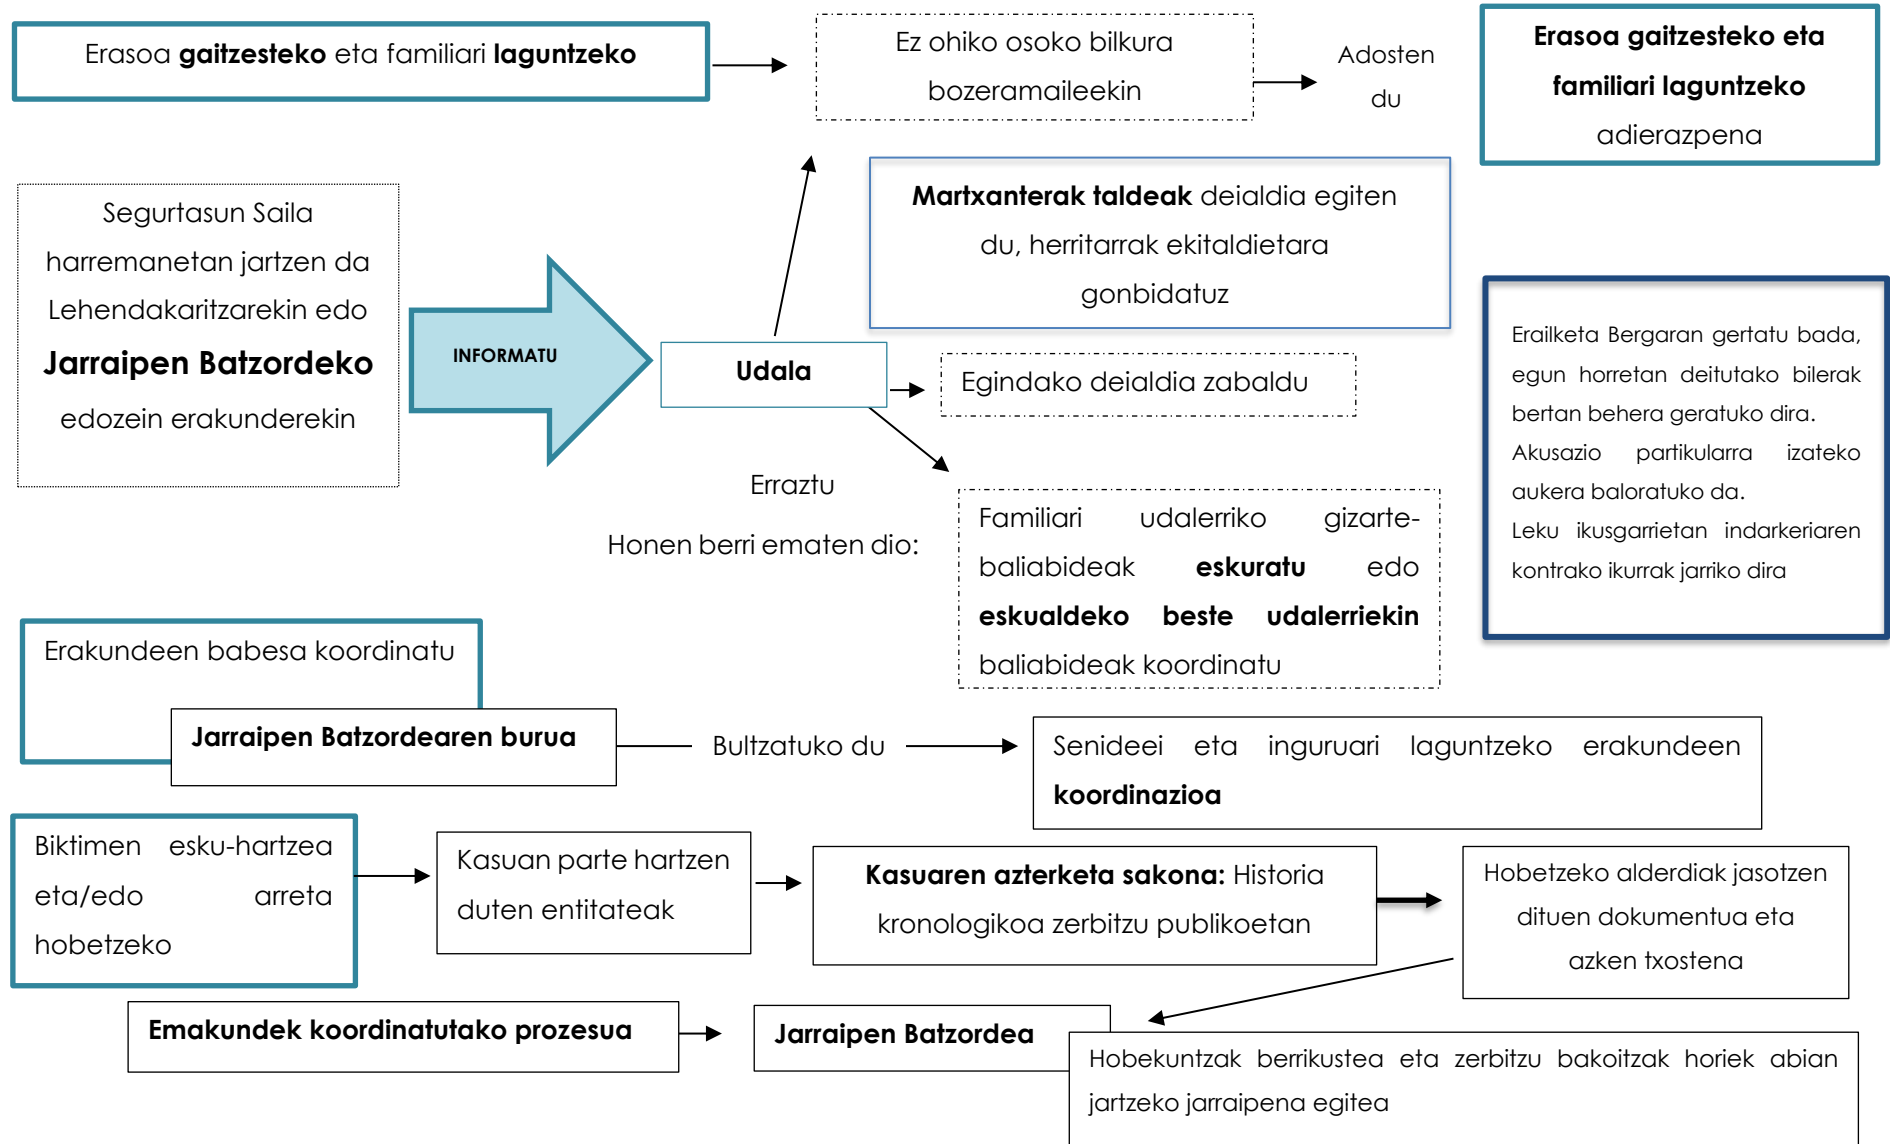 Erasoa gaitzesteko eta familiari laguntzeko
Ez ohiko osoko bilkura
bozeramaileekin
Adosten
du
Erasoa gaitzesteko eta
familiari laguntzeko
adierazpena
Segurtasun Saila
harremanetan jartzen da
Lehendakaritzarekin edo
Jarraipen Batzordeko
edozein erakunderekin
INFORMATU
Martxanterak taldeak deialdia egiten
du, herritarrak ekitaldietara
gonbidatuz
Udala
Egindako deialdia zabaldu
Erailketa Bergaran gertatu bada,
egun horretan deitutako bilerak
bertan behera geratuko dira.
Akusazio partikularra izateko
aukera baloratuko da.
Leku ikusgarrietan indarkeriaren
kontrako ikurrak jarriko dira
Erraztu
Honen berri ematen dio:
Familiari udalerriko gizarte-
baliabideak eskuratu edo
eskualdeko beste udalerriekin
baliabideak koordinatu
Erakundeen babesa koordinatu
Jarraipen Batzordearen burua
Bultzatuko du
Senideei eta inguruari laguntzeko erakundeen
koordinazioa
Biktimen esku-hartzea
eta/edo arreta
hobetzeko
Kasuan parte hartzen
duten entitateak
Kasuaren azterketa sakona: Historia
kronologikoa zerbitzu publikoetan
Hobetzeko alderdiak jasotzen
dituen dokumentua eta
azken txostena
Emakundek koordinatutako prozesua
Jarraipen Batzordea
Hobekuntzak berrikustea eta zerbitzu bakoitzak horiek abian
jartzeko jarraipena egitea